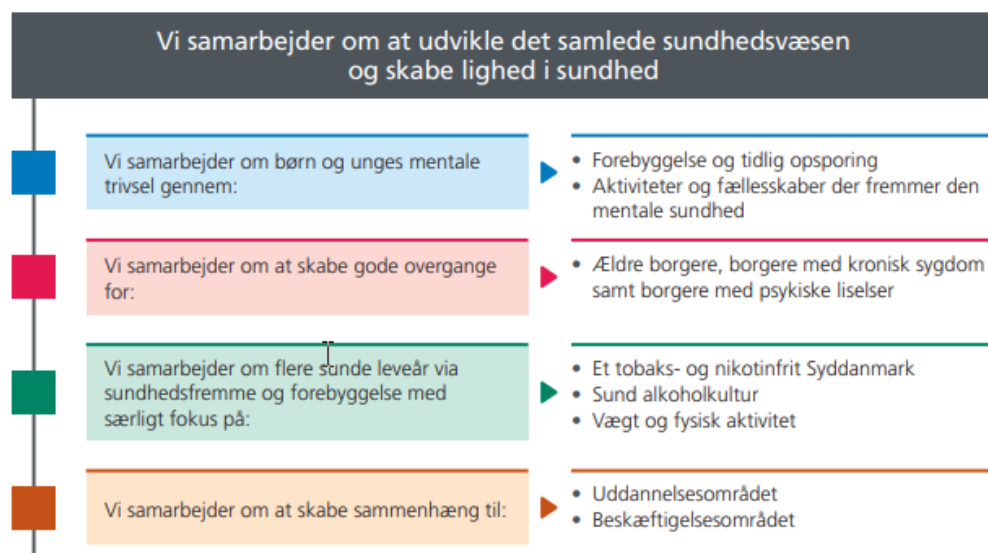 Vi samarbejder om at udvikle det samlede sundhedsvæsen
og skabe lighed i sundhed
Vi samarbejder om børn og unges mentale
trivsel gennem:
• Forebyggelse og tidlig opsporing
• Aktiviteter og fællesskaber der fremmer den
mentale sundhed
Vi samarbejder om at skabe gode overgange
for:
• Ældre borgere, borgere med kronisk sygdom
samt borgere med psykiske liselser
Vi samarbejder om flere sunde leveår via
sundhedsfremme og forebyggelse med
særligt fokus på:
• Et tobaks- og nikotinfrit Syddanmark
• Sund alkoholkultur
• Vægt og fysisk aktivitet
Vi samarbejder om at skabe sammenhæng til:
• Uddannelsesområdet
• Beskæftigelsesområdet